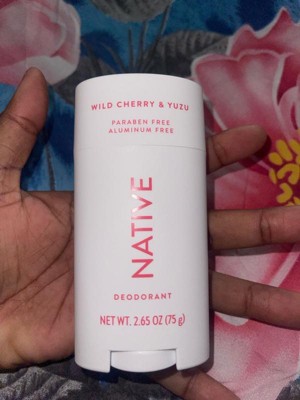 WILD CHERRY & YUZU
PARABEN FREE
ALUMINUM FREE
NATIVE
DEODORANT
NET WT. 2.65 OZ (75 g)